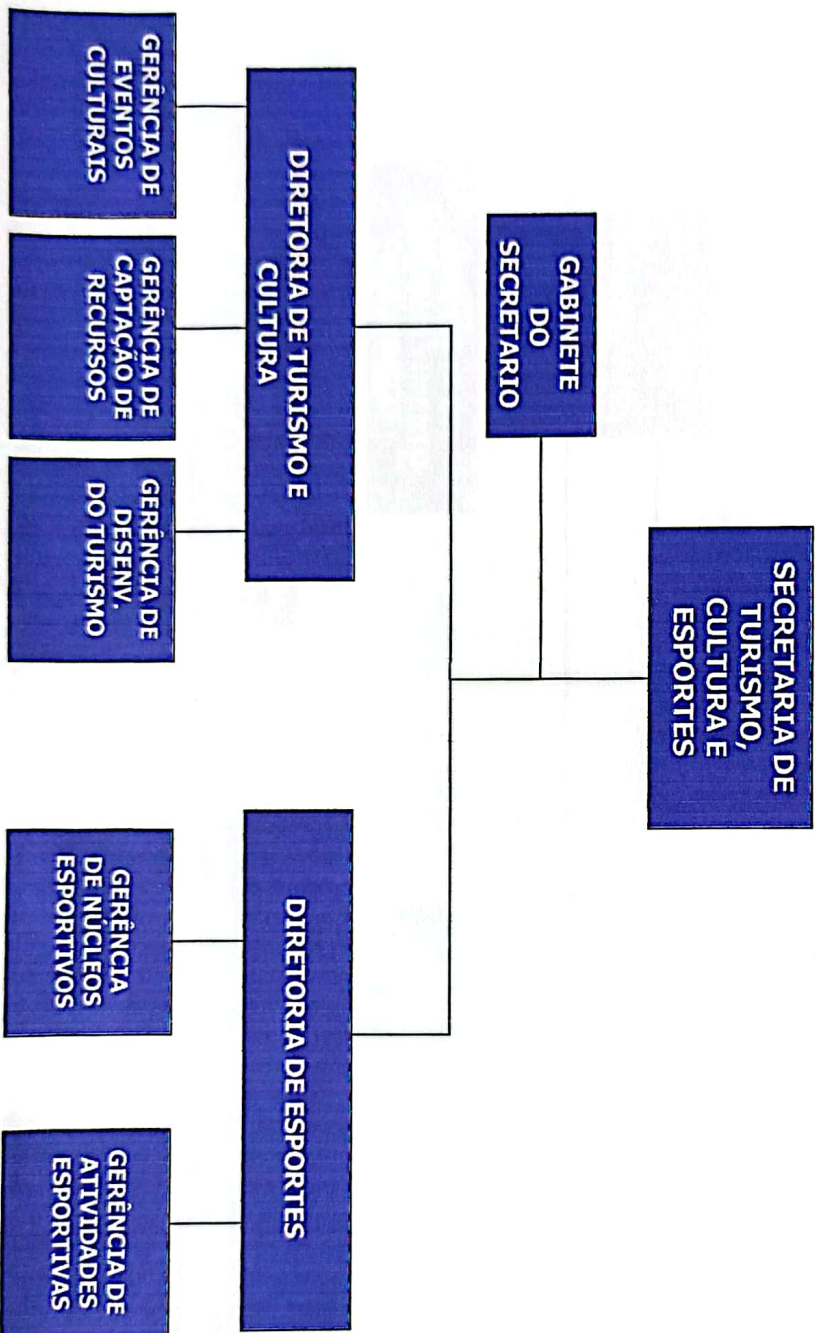 SECRETARIA DE
TURISMO,
CULTURA E
ESPORTES
GABINETE
DO
SECRETARIO
DIRETORIA DE TURISMO E
CULTURA
DIRETORIA DE ESPORTES
GERÊNCIA DE
EVENTOS
CULTURAIS
GERÊNCIA DE
CAPTAÇÃO DE
RECURSOS
GERÊNCIA DE
DESENV.
DO TURISMO
GERÊNCIA
DE NÚCLEOS
ESPORTIVOS
GERÊNCIA DE
ATIVIDADES
ESPORTIVAS